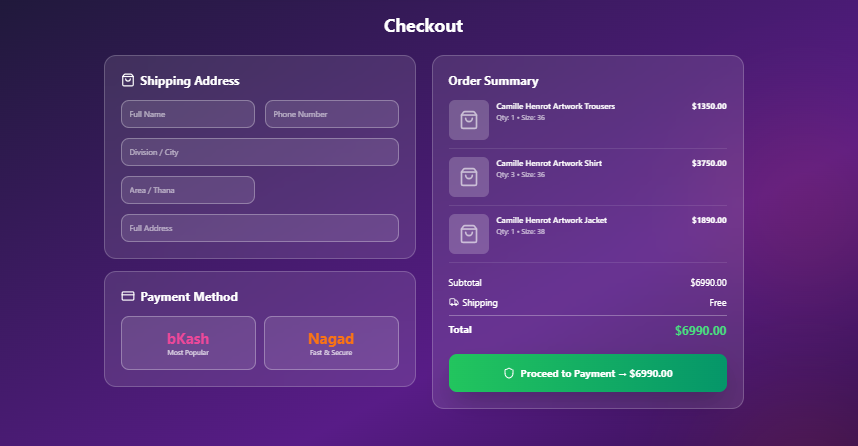 Checkout
Shipping Address
Full Name
Phone Number
Division / City
Area / Thana
Full Address
Payment Method
bKash
Most Popular
Nagad
Fast & Secure
Order Summary
Camille Henrot Artwork Trousers $1350.00
Qty: 1 • Size: 36
Camille Henrot Artwork Shirt $3750.00
Qty: 3 • Size: 36
Camille Henrot Artwork Jacket $1890.00
Qty: 1 • Size: 38
Subtotal $6990.00
Shipping Free
Total $6990.00
Proceed to Payment → $6990.00